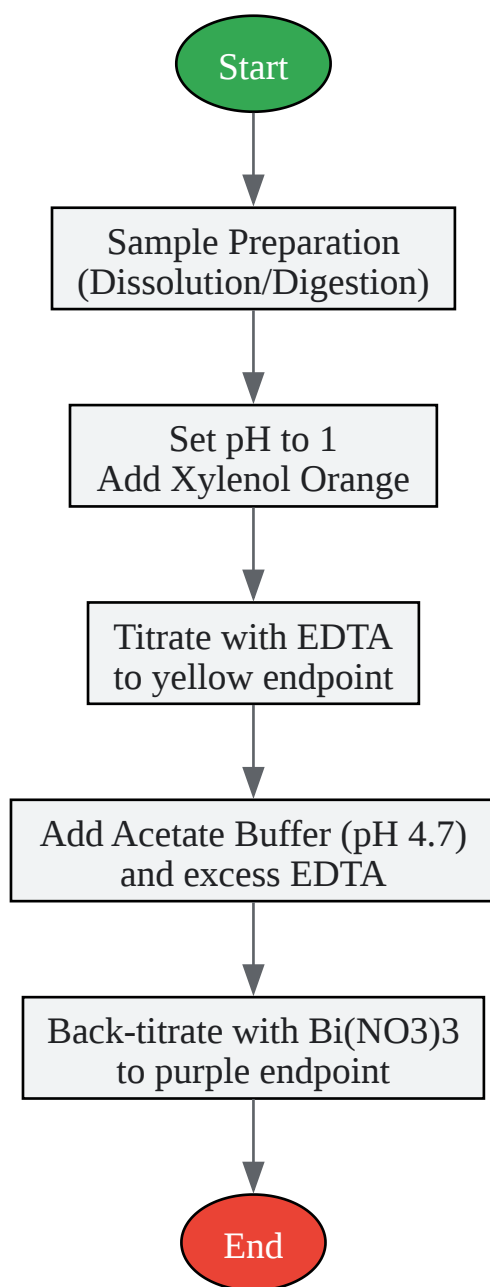 Start
Sample Preparation
(Dissolution/Digestion)
Set pH to 1
Add Xylenol Orange
Titrate with EDTA
to yellow endpoint
Add Acetate Buffer (pH 4.7)
and excess EDTA
Back-titrate with Bi(NO3)3
to purple endpoint
End